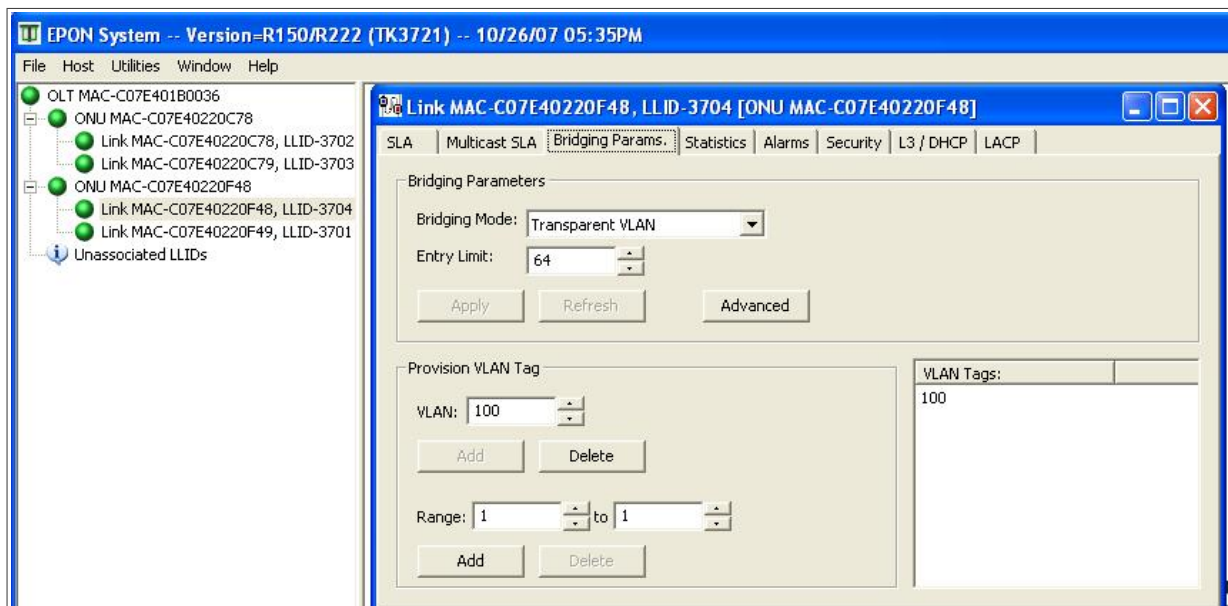 EPON System -- Version=R150/R222 (TK3721) -- 10/26/07 05:35PM
File Host Utilities Window Help
OLT MAC-C07E401B0036
ONU MAC-C07E40220C78
Link MAC-C07E40220C78, LLID-3702
Link MAC-C07E40220C79, LLID-3703
ONU MAC-C07E40220F48
Link MAC-C07E40220F48, LLID-3704
Link MAC-C07E40220F49, LLID-3701
Unassociated LLIDs
Link MAC-C07E40220F48, LLID-3704 [ONU MAC-C07E40220F48]
SLA Multicast SLA Bridging Params. Statistics Alarms Security L3 / DHCP LACP
Bridging Parameters
Bridging Mode: Transparent VLAN
Entry Limit: 64
Apply Refresh Advanced
Provision VLAN Tag
VLAN: 100
Add Delete
Range: 1 to 1
Add Delete
VLAN Tags:
100